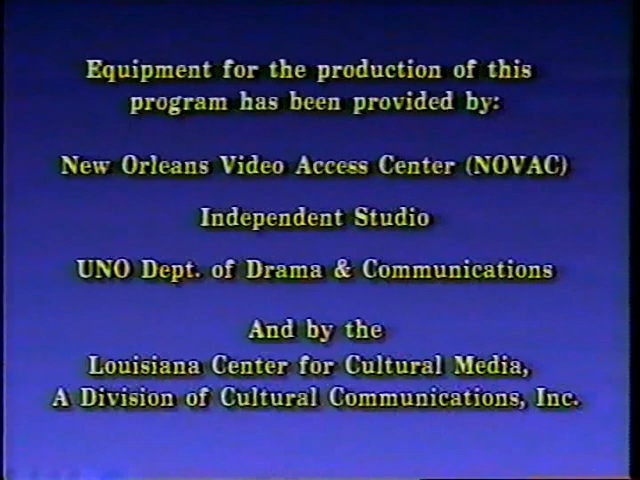 Equipment for the production of this
program has been provided by:
New Orleans Video Access Center (NOVAC)
Independent Studio
UNO Dept. of Drama & Communications
And by the
Louisiana Center for Cultural Media,
A Division of Cultural Communications, Inc.